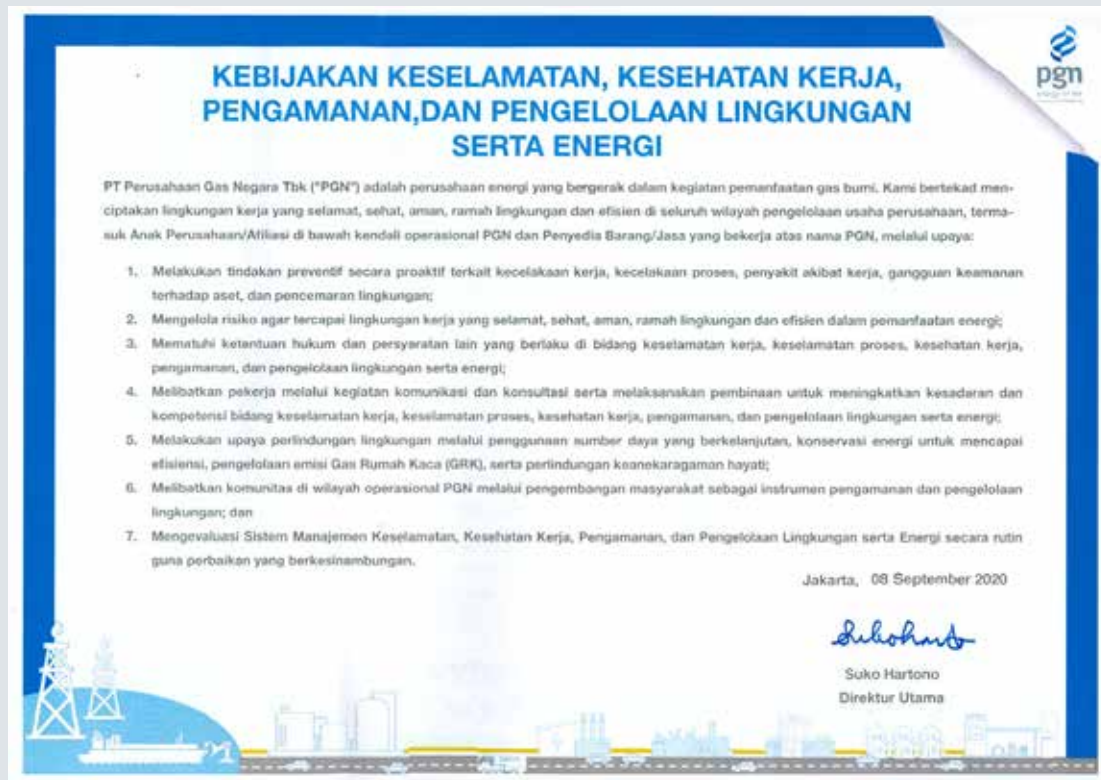 pgn
KEBIJAKAN KESELAMATAN, KESEHATAN KERJA,
PENGAMANAN,DAN PENGELOLAAN LINGKUNGAN
SERTA ENERGI
PT Perusahaan Gas Negara Tbk ("PGN") adalah perusahaan energi yang bergerak dalam kegiatan pemanfaatan gas bumi. Kami bertekad men-
ciptakan lingkungan kerja yang selamat, sehat, aman, ramah lingkungan dan efisien di seluruh wilayah pengelolaan usaha perusahaan, terma-
suk Anak Perusahaan/Afiliasi di bawah kendali operasional PGN dan Penyedia Barang/Jasa yang bekerja atas nama PGN, melalui upaya:
1. Melakukan tindakan preventif secara proaktif terkait kecelakaan kerja, kecelakaan proses, penyakit akibat kerja, gangguan keamanan
terhadap aset, dan pencemaran lingkungan;
2. Mengelola risiko agar tercapai lingkungan kerja yang selamat, sehat, aman, ramah lingkungan dan efisien dalam pemanfaatan energi;
3. Mematuhi ketentuan hukum dan persyaratan lain yang berlaku di bidang keselamatan kerja, keselamatan proses, kesehatan kerja,
pengamanan, dan pengelolaan lingkungan serta energi;
4. Melibatkan pekerja melalui kegiatan komunikasi dan konsultasi serta melaksanakan pembinaan untuk meningkatkan kesadaran dan
kompetensi bidang keselamatan kerja, keselamatan proses, kesehatan kerja, pengamanan, dan pengelolaan lingkungan serta energi;
5. Melakukan upaya perlindungan lingkungan melalui penggunaan sumber daya yang berkelanjutan, konservasi energi untuk mencapai
efisiensi, pengelolaan emisi Gas Rumah Kaca (GRK), serta perlindungan keanekaragaman hayati;
6. Melibatkan komunitas di wilayah operasional PGN melalui pengembangan masyarakat sebagai instrumen pengamanan dan pengelolaan
lingkungan; dan
7. Mengevaluasi Sistem Manajemen Keselamatan, Kesehatan Kerja, Pengamanan, dan Pengelolaan Lingkungan serta Energi secara rutin
guna perbaikan yang berkesinambungan.
Jakarta, 08 September 2020
Suko Hartono
Direktur Utama